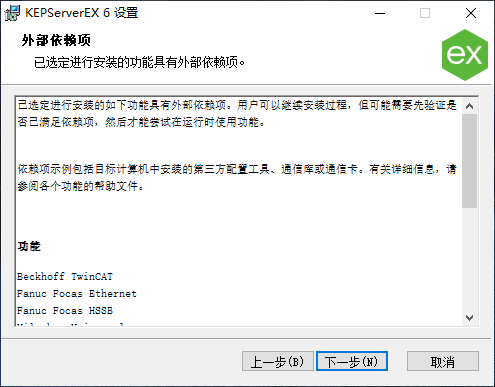 KEPServerEX 6 设置
外部依赖项
已选定进行安装的功能具有外部依赖项。
ex
已选定进行安装的如下功能具有外部依赖项。用户可以继续安装过程，但可能需要先验证是
否已满足依赖项，然后才能尝试在运行时使用功能。
依赖项示例包括目标计算机中安装的第三方配置工具、通信库或通信卡。有关详细信息，请
参阅各个功能的帮助文件。
功能
Beckhoff TwinCAT
Fanuc Focas Ethernet
Fanuc Focas HSSB
上一步(B)
下一步(N)
取消